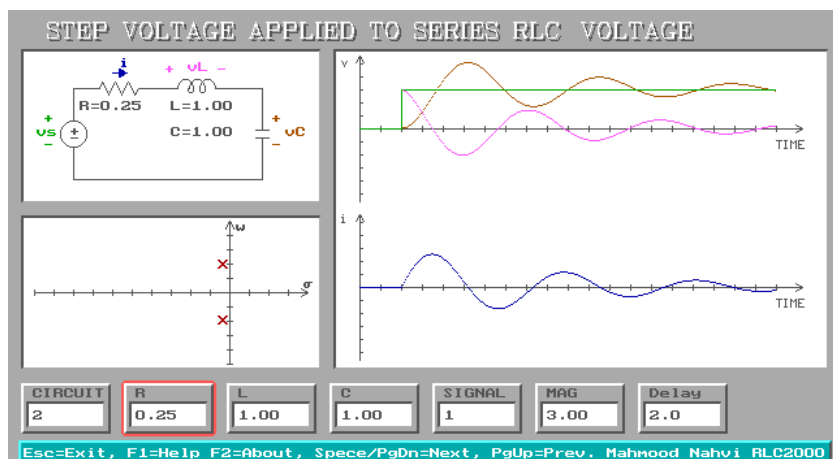 STEP VOLTAGE APPLIED TO SERIES RLC VOLTAGE
i
+ vL -
R=0.25 L=1.00
C=1.00
+
vs
-
±
+
vC
-
v
TIME
i
TIME
w
q
CIRCUIT
2
R
0.25
L
1.00
C
1.00
SIGNAL
1
MAG
3.00
Delay
2.0
Esc=Exit, F1=Help F2=About, Spece/PgDn=Next, PgUp=Prev. Mahmood Nahvi RLC2000